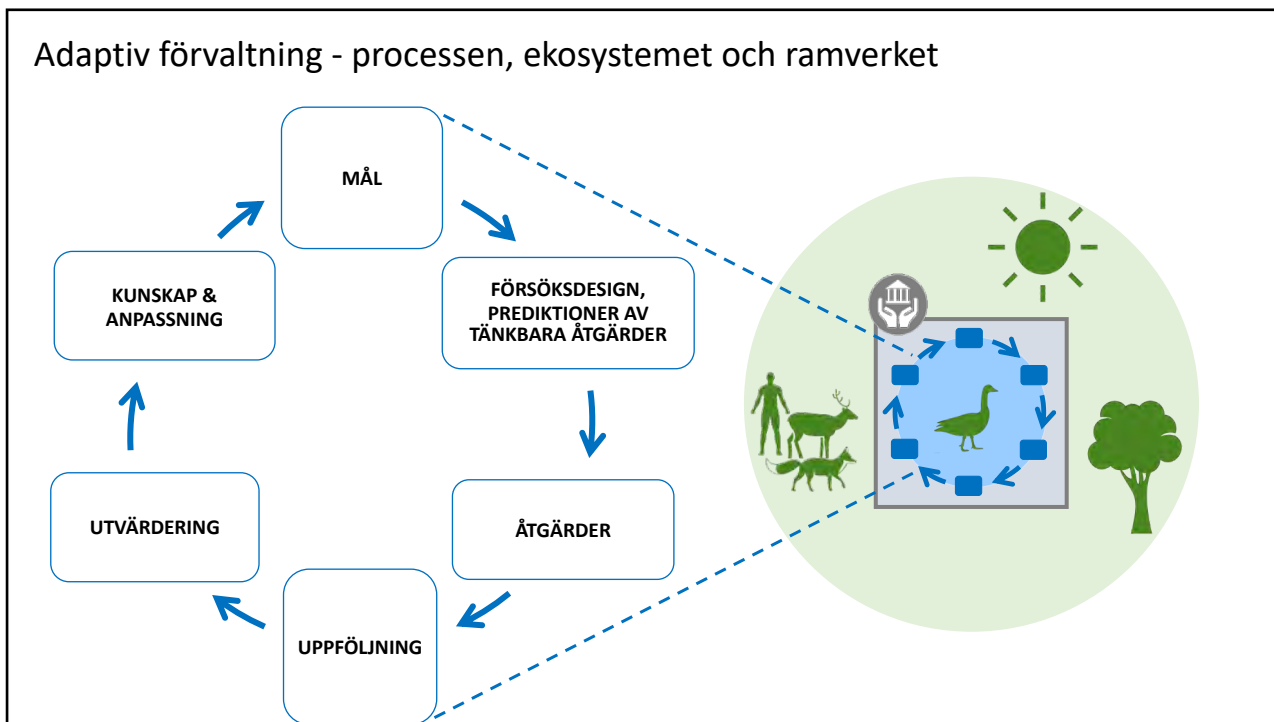 Adaptiv förvaltning - processen, ekosystemet och ramverket
MÅL
FÖRSÖKSDESIGN,
PREDIKTIONER AV
TÄNKBARA ÅTGÄRDER
ÅTGÄRDER
UPPFÖLJNING
UTVÄRDERING
KUNSKAP &
ANPASSNING